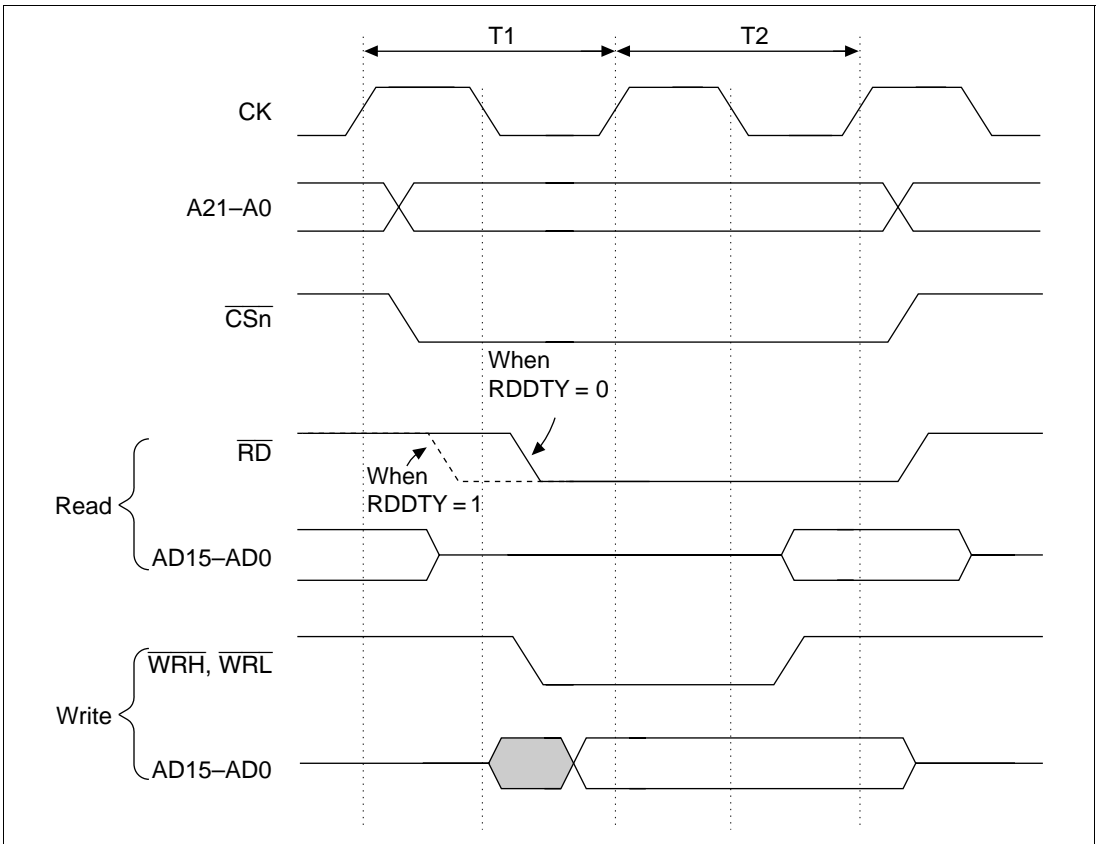 T1
T2
CK
A21–A0
CSn
When
RDDTY = 0
RD
When
RDDTY = 1
Read
AD15–AD0
WRH, WRL
Write
AD15–AD0